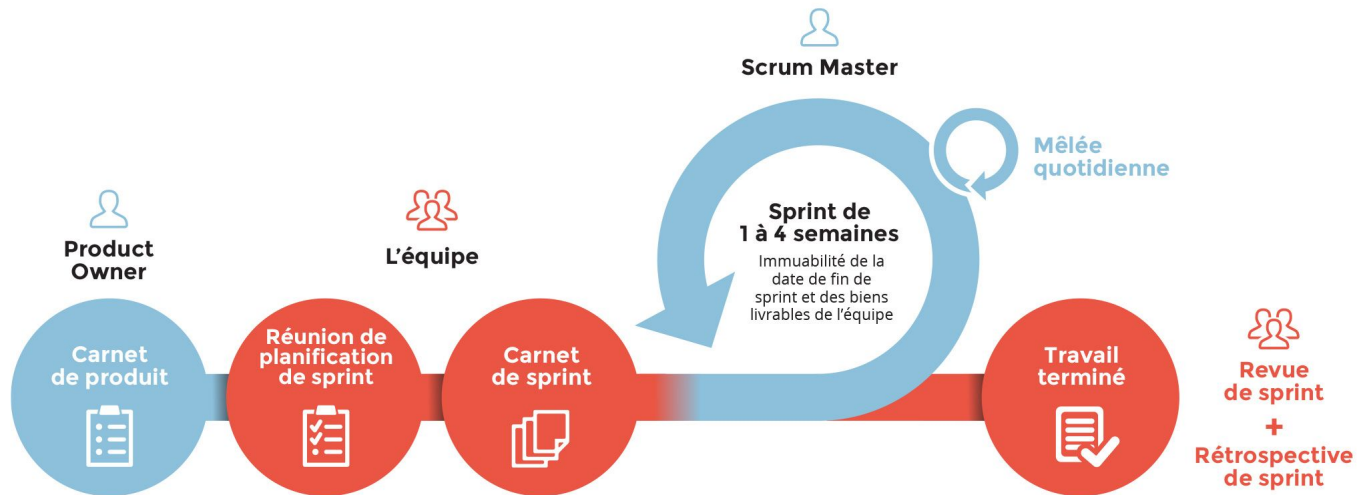 Scrum Master
Mêlée
quotidienne
Sprint de
1 à 4 semaines
Immuabilité de la
date de fin de
sprint et des biens
livrables de l'équipe
Product
Owner
L'équipe
Carnet
de produit
Réunion de
planification
de sprint
Carnet
de sprint
Travail
terminé
Revue
de sprint
+
Rétrospective
de sprint